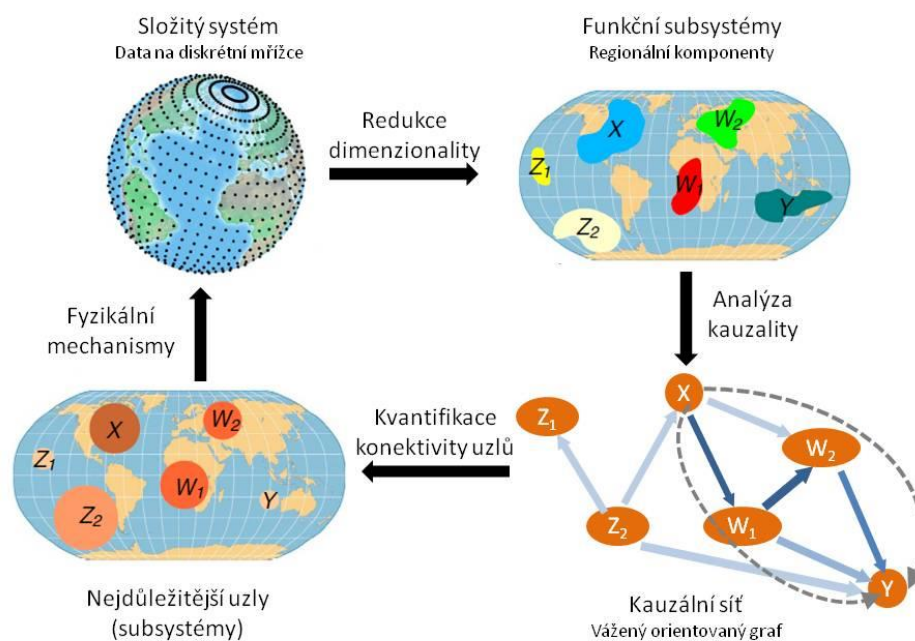 Složitý systém
Data na diskrétní mřížce
Redukce
dimenzionality
Funkční subsystémy
Regionální komponenty
X
W2
Z1
W1
Y
Z2
Analýza
kauzality
X
Z1
W2
Z2
W1
Y
Kauzální síť
Vážený orientovaný graf
Kvantifikace
konektivity uzlů
X
W2
Z1
W1
Y
Z2
Nejdůležitější uzly
(subsystémy)
Fyzikální
mechanismy